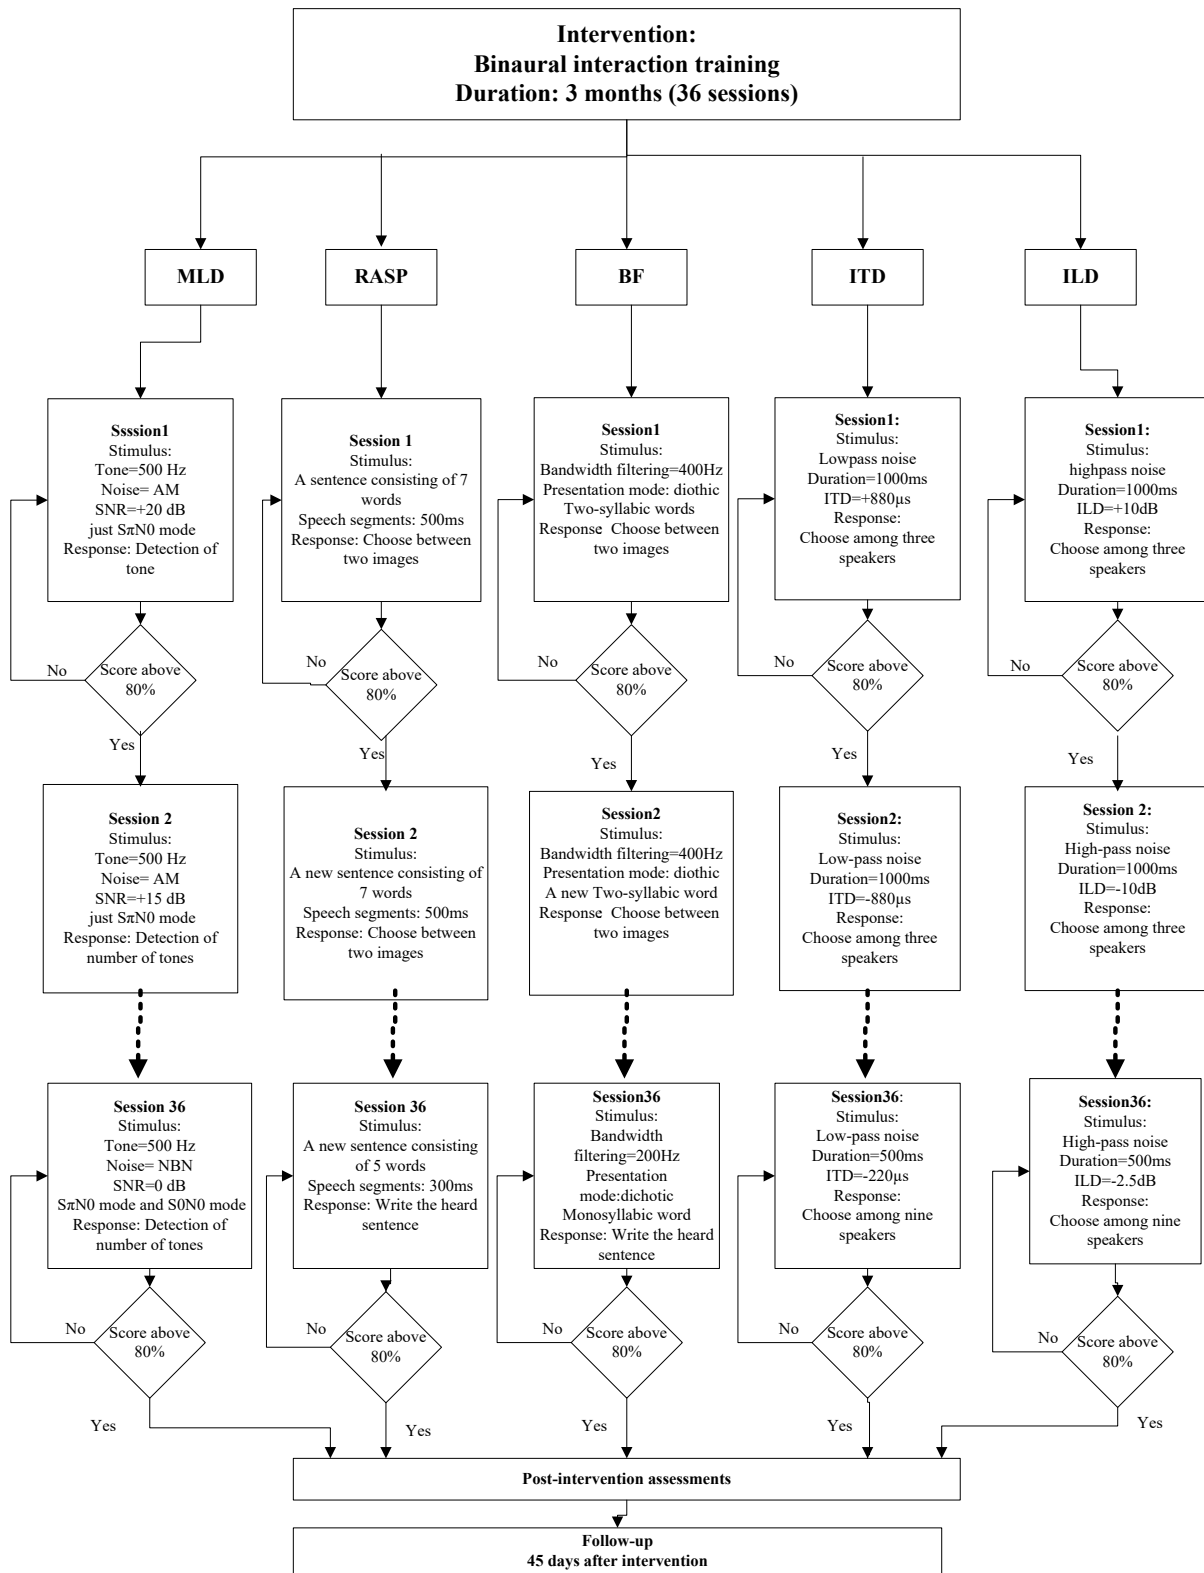 Intervention:
Binaural interaction training
Duration: 3 months (36 sessions)
MLD
RASP
BF
ITD
ILD
Ssssion1
Stimulus:
Tone=500 Hz
Noise= AM
SNR=+20 dB
just SπN0 mode
Response: Detection of
tone
Session 1
Stimulus:
A sentence consisting of 7
words
Speech segments: 500ms
Response: Choose between
two images
Session1
Stimulus:
Bandwidth filtering=400Hz
Presentation mode: diothic
Two-syllabic words
Response  Choose between
two images
Session1:
Stimulus:
Lowpass noise
Duration=1000ms
ITD=+880µs
Response:
Choose among three
speakers
Session1:
Stimulus:
highpass noise
Duration=1000ms
ILD=+10dB
Response:
Choose among three
speakers
No
Score above
80%
No
Score above
80%
No
Score above
80%
No
Score above
80%
No
Score above
80%
Yes
Yes
Yes
Yes
Yes
Session 2
Stimulus:
Tone=500 Hz
Noise= AM
SNR=+15 dB
just SπN0 mode
Response: Detection of
number of tones
Session 2
Stimulus:
A new sentence consisting of
7 words
Speech segments: 500ms
Response: Choose between
two images
Session2
Stimulus:
Bandwidth filtering=400Hz
Presentation mode: diothic
A new Two-syllabic word
Response  Choose between
two images
Session2:
Stimulus:
Low-pass noise
Duration=1000ms
ITD=-880µs
Response:
Choose among three
speakers
Session 2:
Stimulus:
High-pass noise
Duration=1000ms
ILD=-10dB
Response:
Choose among three
speakers
Session 36
Stimulus:
Tone=500 Hz
Noise= NBN
SNR=0 dB
SπN0 mode and S0N0 mode
Response: Detection of
number of tones
Session 36
Stimulus:
A new sentence consisting
of 5 words
Speech segments: 300ms
Response: Write the heard
sentence
Session36
Stimulus:
Bandwidth
filtering=200Hz
Presentation
mode:dichotic
Monosyllabic word
Response: Write the heard
sentence
Session36:
Stimulus:
Low-pass noise
Duration=500ms
ITD=-220µs
Response:
Choose among nine
speakers
Session36:
Stimulus:
High-pass noise
Duration=500ms
ILD=-2.5dB
Response:
Choose among nine
speakers
No
Score above
80%
No
Score above
80%
No
Score above
80%
No
Score above
80%
No
Score above
80%
Yes
Yes
Yes
Yes
Yes
Post-intervention assessments
Follow-up
45 days after intervention